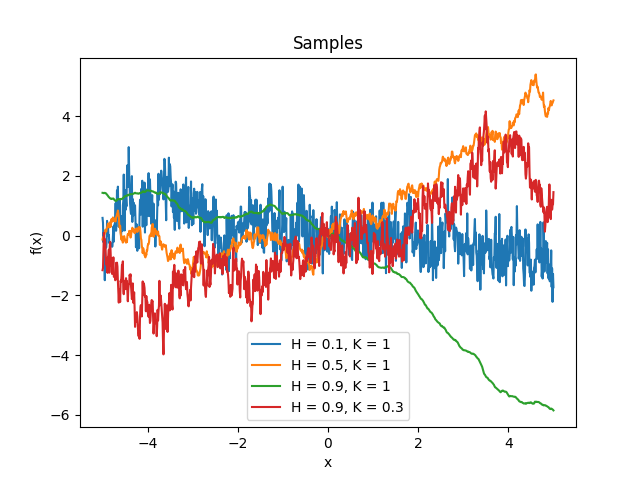 Samples
f(x)
4
2
0
−2
−4
−6
H = 0.1, K = 1
H = 0.5, K = 1
H = 0.9, K = 1
H = 0.9, K = 0.3
−4 −2 0 2 4
x